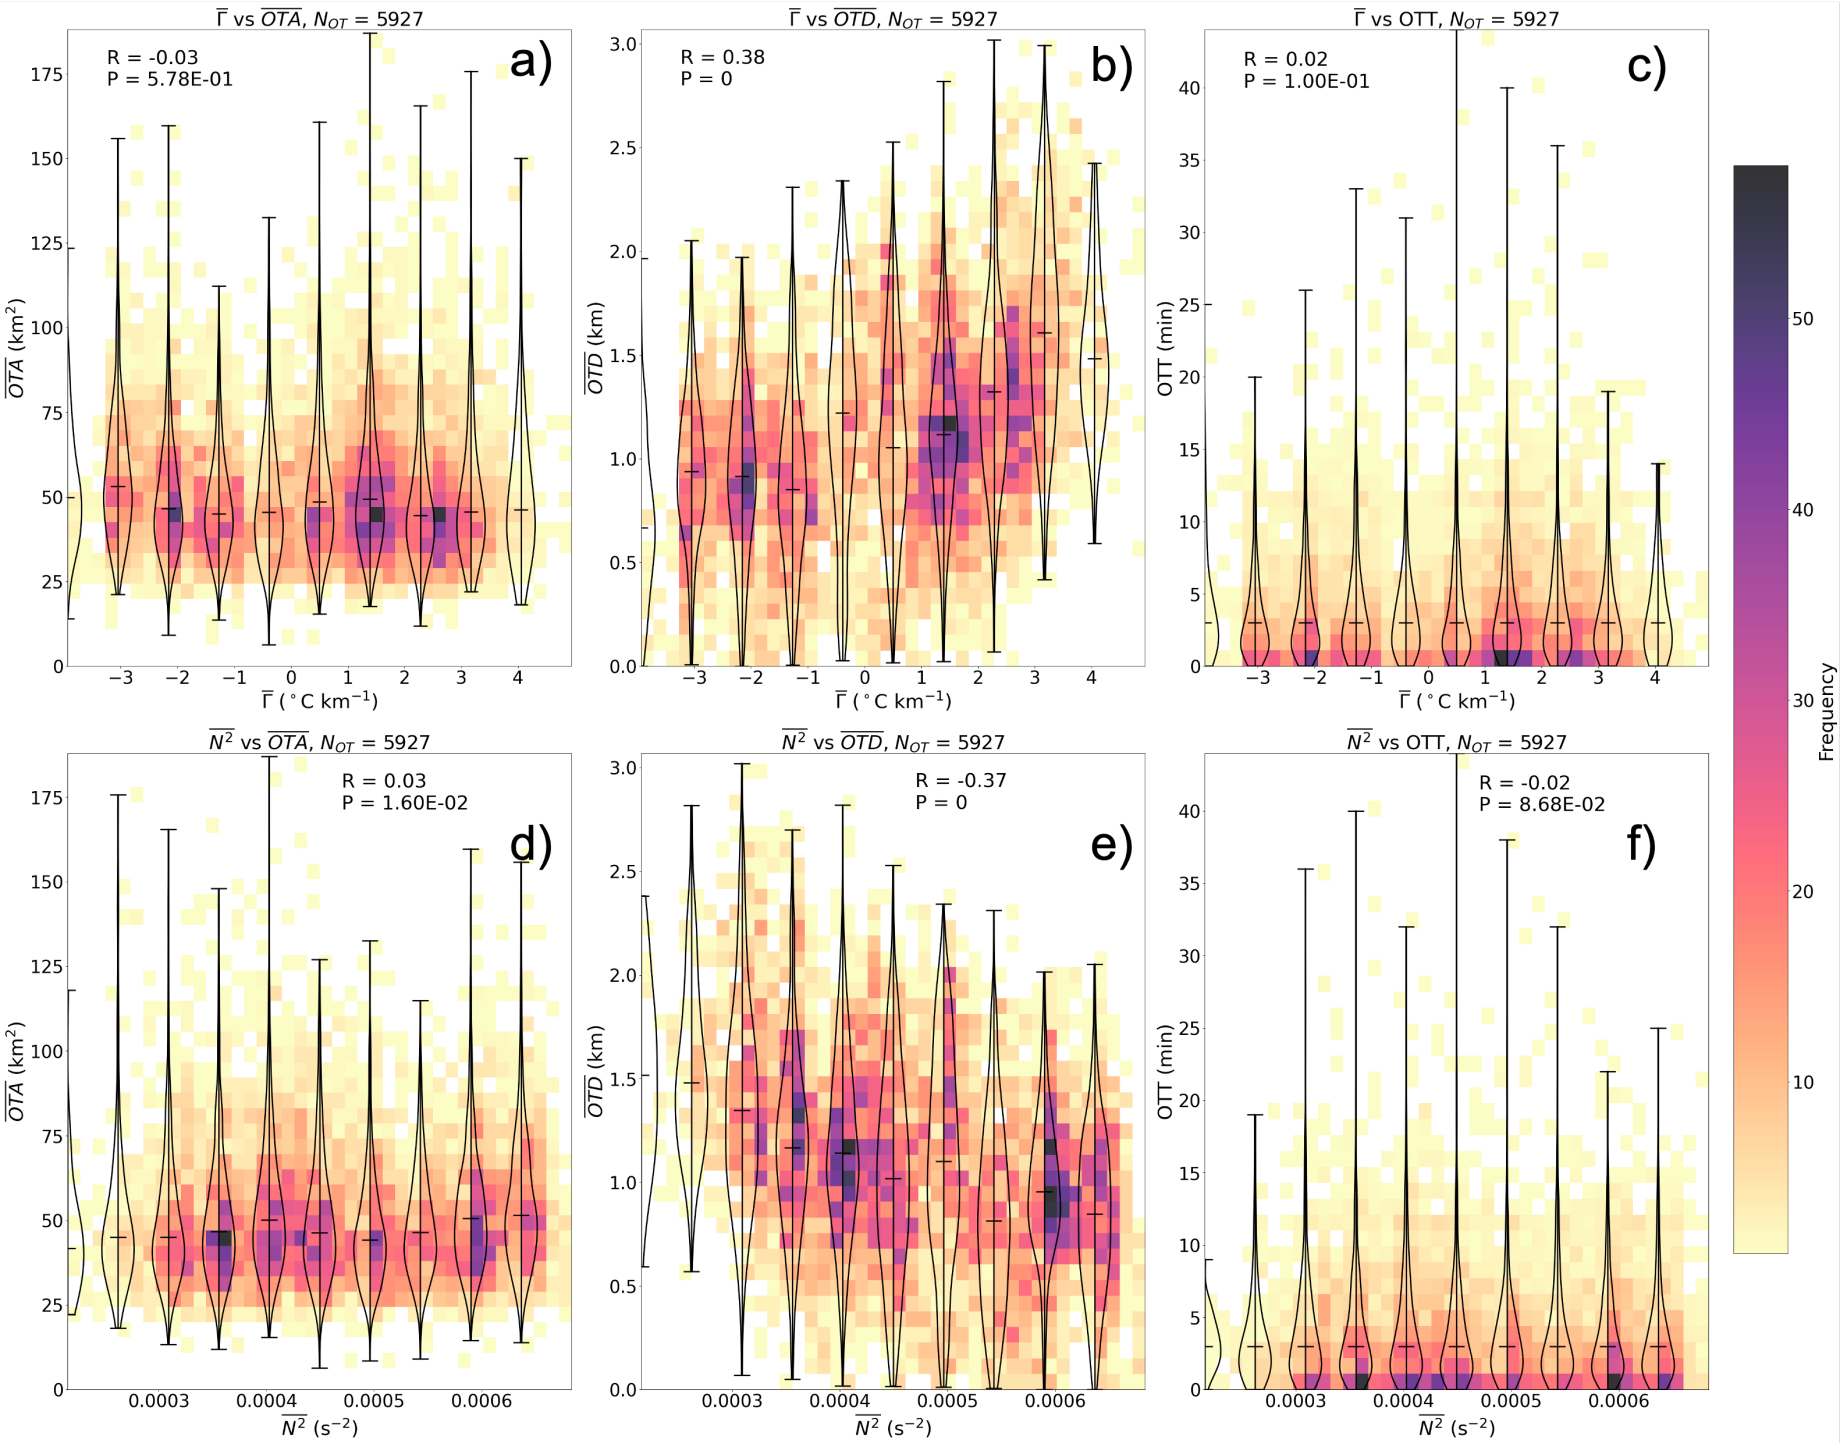 Γ̅ vs O̅T̅A̅, N_OT = 5927
R = -0.03
P = 5.78E-01
a)
175
150
125
100
75
50
25
0
O̅T̅A̅ (km²)
−3 −2 −1 0 1 2 3 4
Γ̅ (°C km⁻¹)
Γ̅ vs O̅T̅D̅, N_OT = 5927
R = 0.38
P = 0
b)
3.0
2.5
2.0
1.5
1.0
0.5
0.0
O̅T̅D̅ (km)
−3 −2 −1 0 1 2 3 4
Γ̅ (°C km⁻¹)
Γ̅ vs OTT, N_OT = 5927
R = 0.02
P = 1.00E-01
c)
40
35
30
25
20
15
10
5
0
OTT (min)
−3 −2 −1 0 1 2 3 4
Γ̅ (°C km⁻¹)
N̅²̅ vs O̅T̅A̅, N_OT = 5927
R = 0.03
P = 1.60E-02
d)
175
150
125
100
75
50
25
0
O̅T̅A̅ (km²)
0.0003 0.0004 0.0005 0.0006
N̅²̅ (s⁻²)
N̅²̅ vs O̅T̅D̅, N_OT = 5927
R = -0.37
P = 0
e)
3.0
2.5
2.0
1.5
1.0
0.5
0.0
O̅T̅D̅ (km)
0.0003 0.0004 0.0005 0.0006
N̅²̅ (s⁻²)
N̅²̅ vs OTT, N_OT = 5927
R = -0.02
P = 8.68E-02
f)
40
35
30
25
20
15
10
5
0
OTT (min)
0.0003 0.0004 0.0005 0.0006
N̅²̅ (s⁻²)
50
40
30
20
10
Frequency